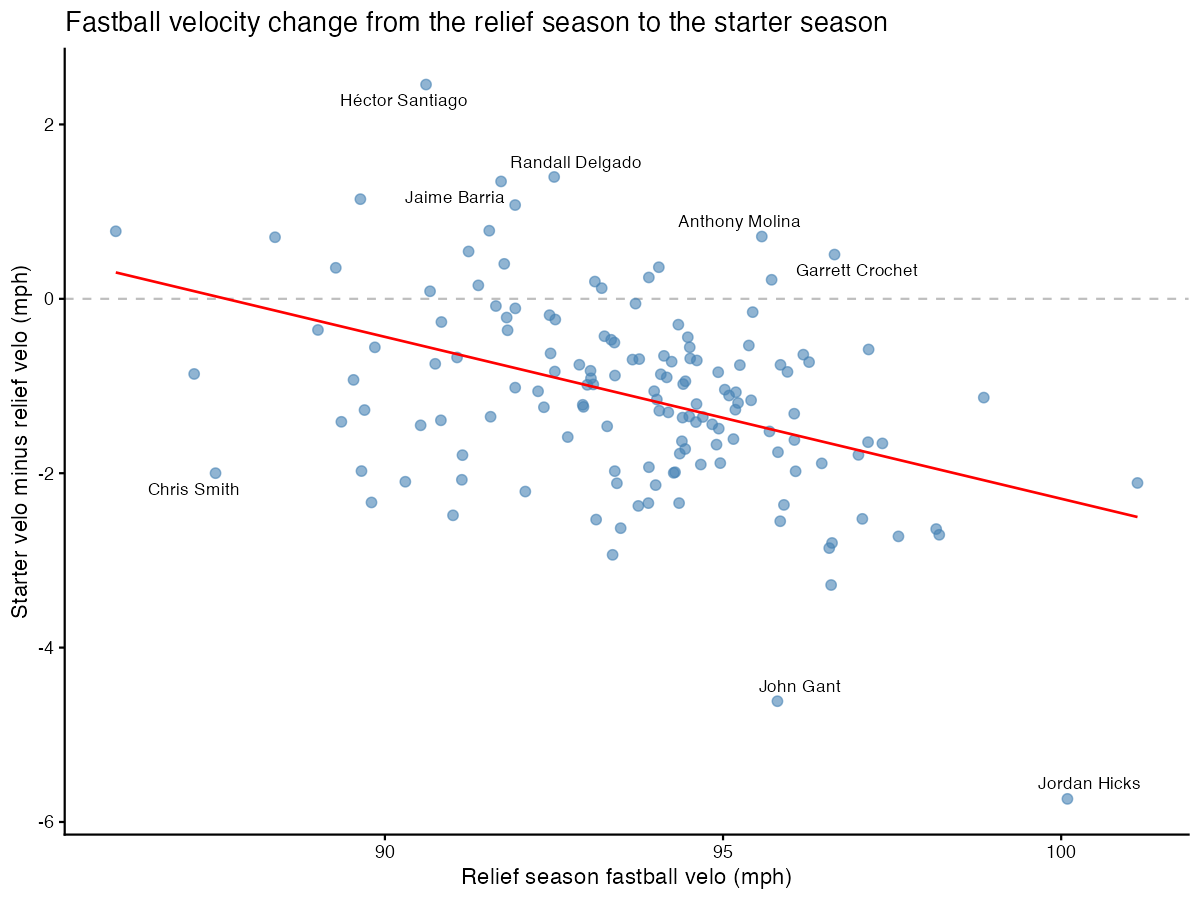 Fastball velocity change from the relief season to the starter season
Héctor Santiago
2
Randall Delgado
Jaime Barria
Anthony Molina
Garrett Crochet
0
Starter velo minus relief velo (mph)
-2
Chris Smith
-4
John Gant
Jordan Hicks
-6
90
95
100
Relief season fastball velo (mph)